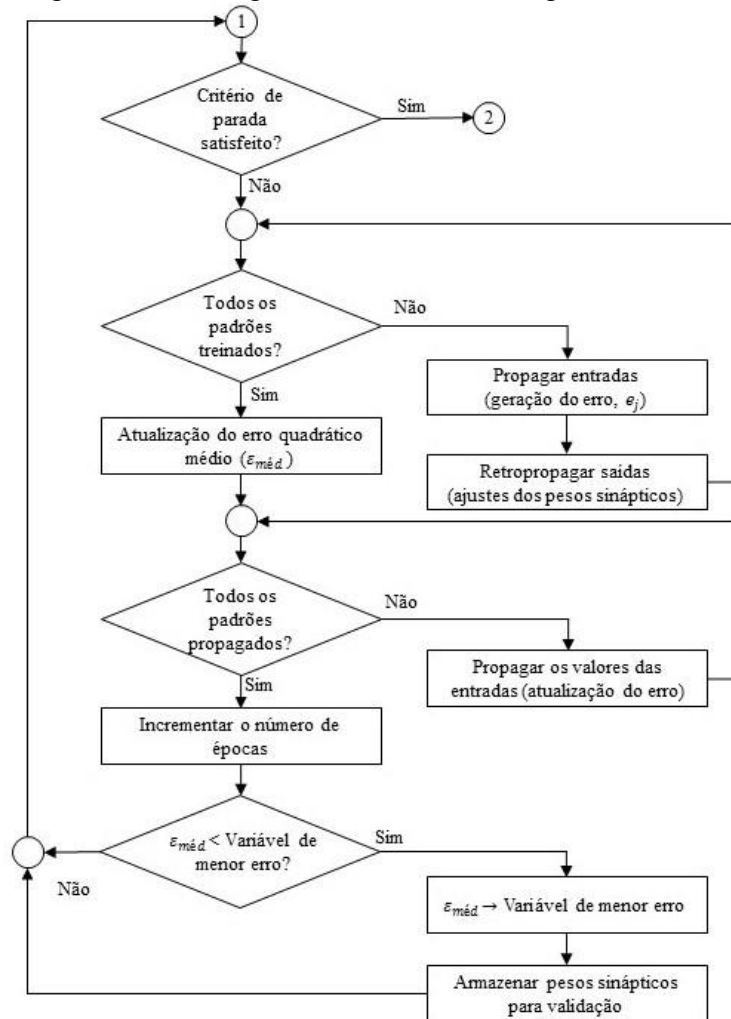 1
Critério de
parada
satisfeito?
Sim
2
Não
Todos os
padrões
treinados?
Não
Propagar entradas
(geração do erro, e_j)
Sim
Atualização do erro quadrático
médio (ε_méd)
Retropropagar saídas
(ajustes dos pesos sinápticos)
Todos os
padrões
propagados?
Não
Propagar os valores das
entradas (atualização do erro)
Sim
Incrementar o número de
épocas
ε_méd < Variável de
menor erro?
Sim
Não
ε_méd → Variável de menor erro
Armazenar pesos sinápticos
para validação